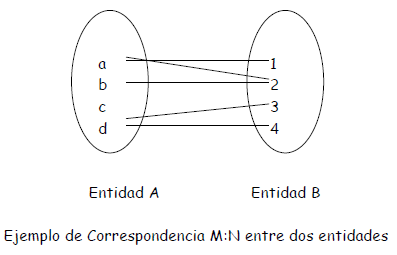 a 1
b 2
c 3
d 4
Entidad A Entidad B
Ejemplo de Correspondencia M:N entre dos entidades